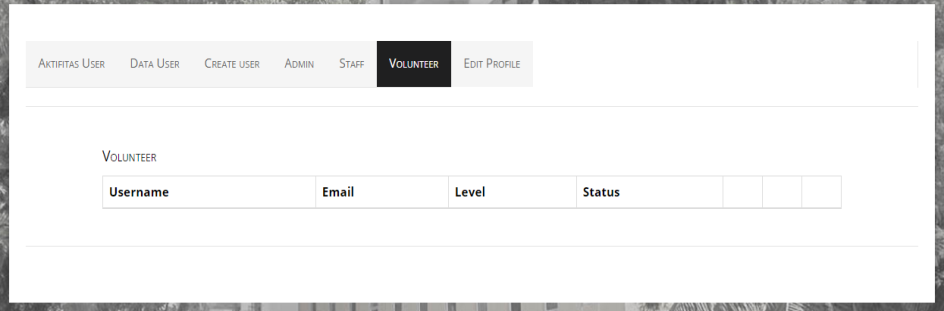 Aktifitas User Data User Create user Admin Staff Volunteer Edit Profile
Volunteer
Username Email Level Status